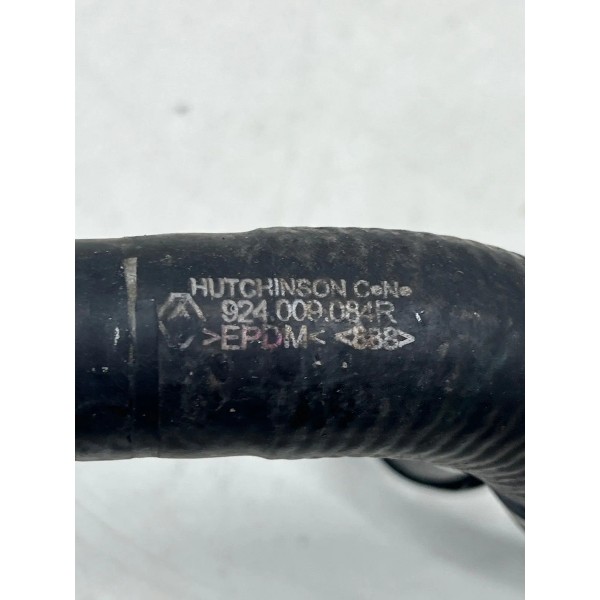 HUTCHINSON CeNe
924.009.084R
>EPDM< <888>